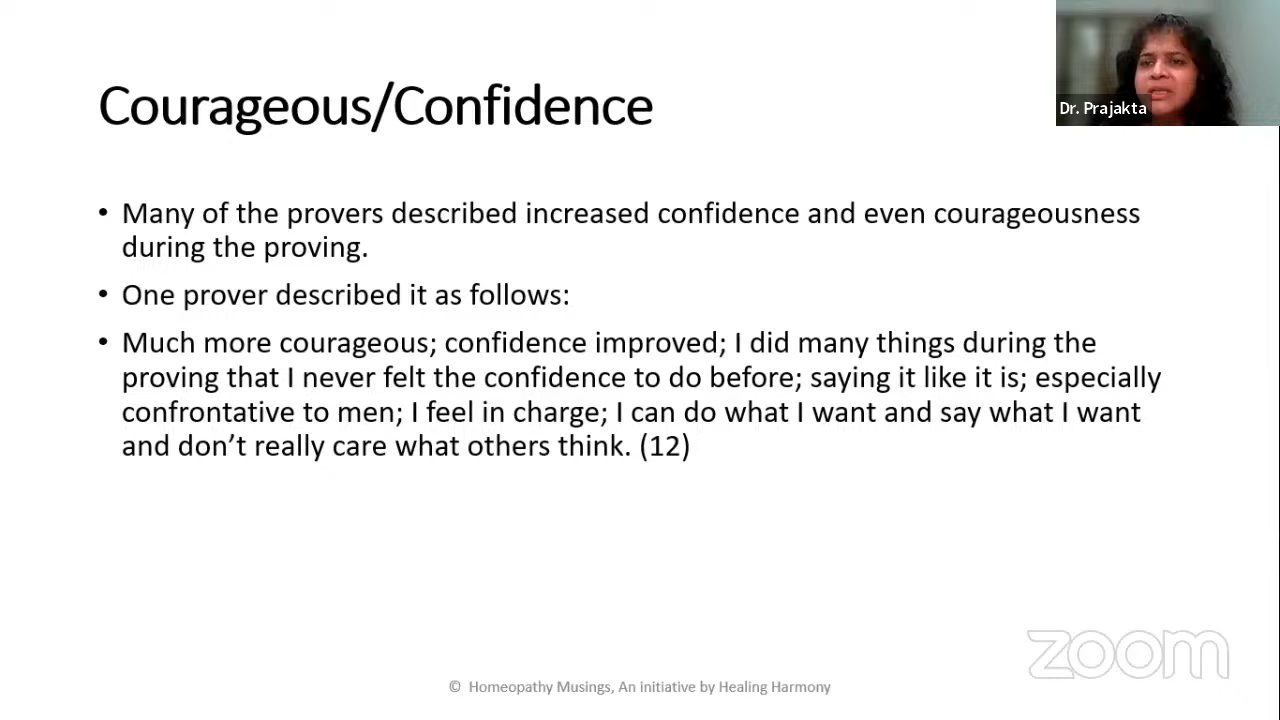 Courageous/Confidence
Dr. Prajakta
• Many of the provers described increased confidence and even courageousness
during the proving.
• One prover described it as follows:
• Much more courageous; confidence improved; I did many things during the
proving that I never felt the confidence to do before; saying it like it is; especially
confrontative to men; I feel in charge; I can do what I want and say what I want
and don’t really care what others think. (12)
zoom
© Homeopathy Musings, An initiative by Healing Harmony